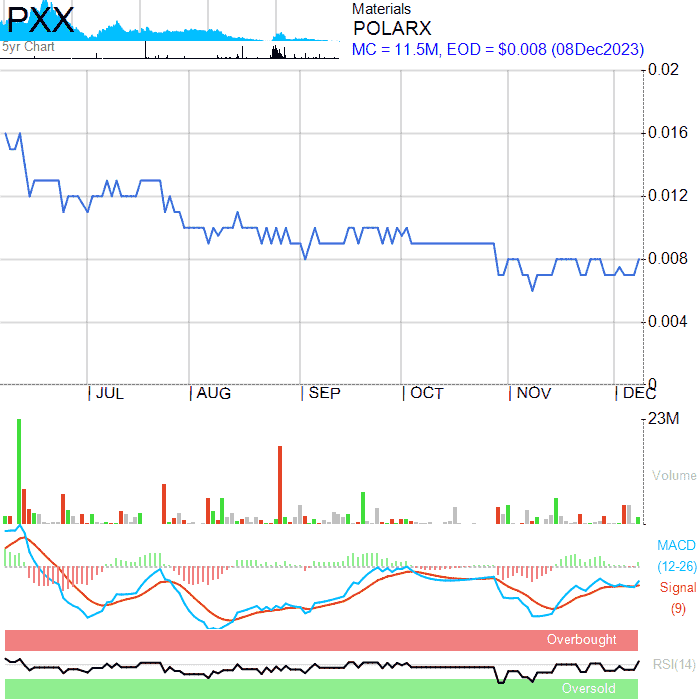 PXX
5yr Chart
Materials
POLARX
MC = 11.5M, EOD = $0.008 (08Dec2023)
0.02
0.016
0.012
0.008
0.004
0
JUL AUG SEP OCT NOV DEC
23M
Volume
MACD
(12-26)
Signal
(9)
Overbought
RSI(14)
Oversold